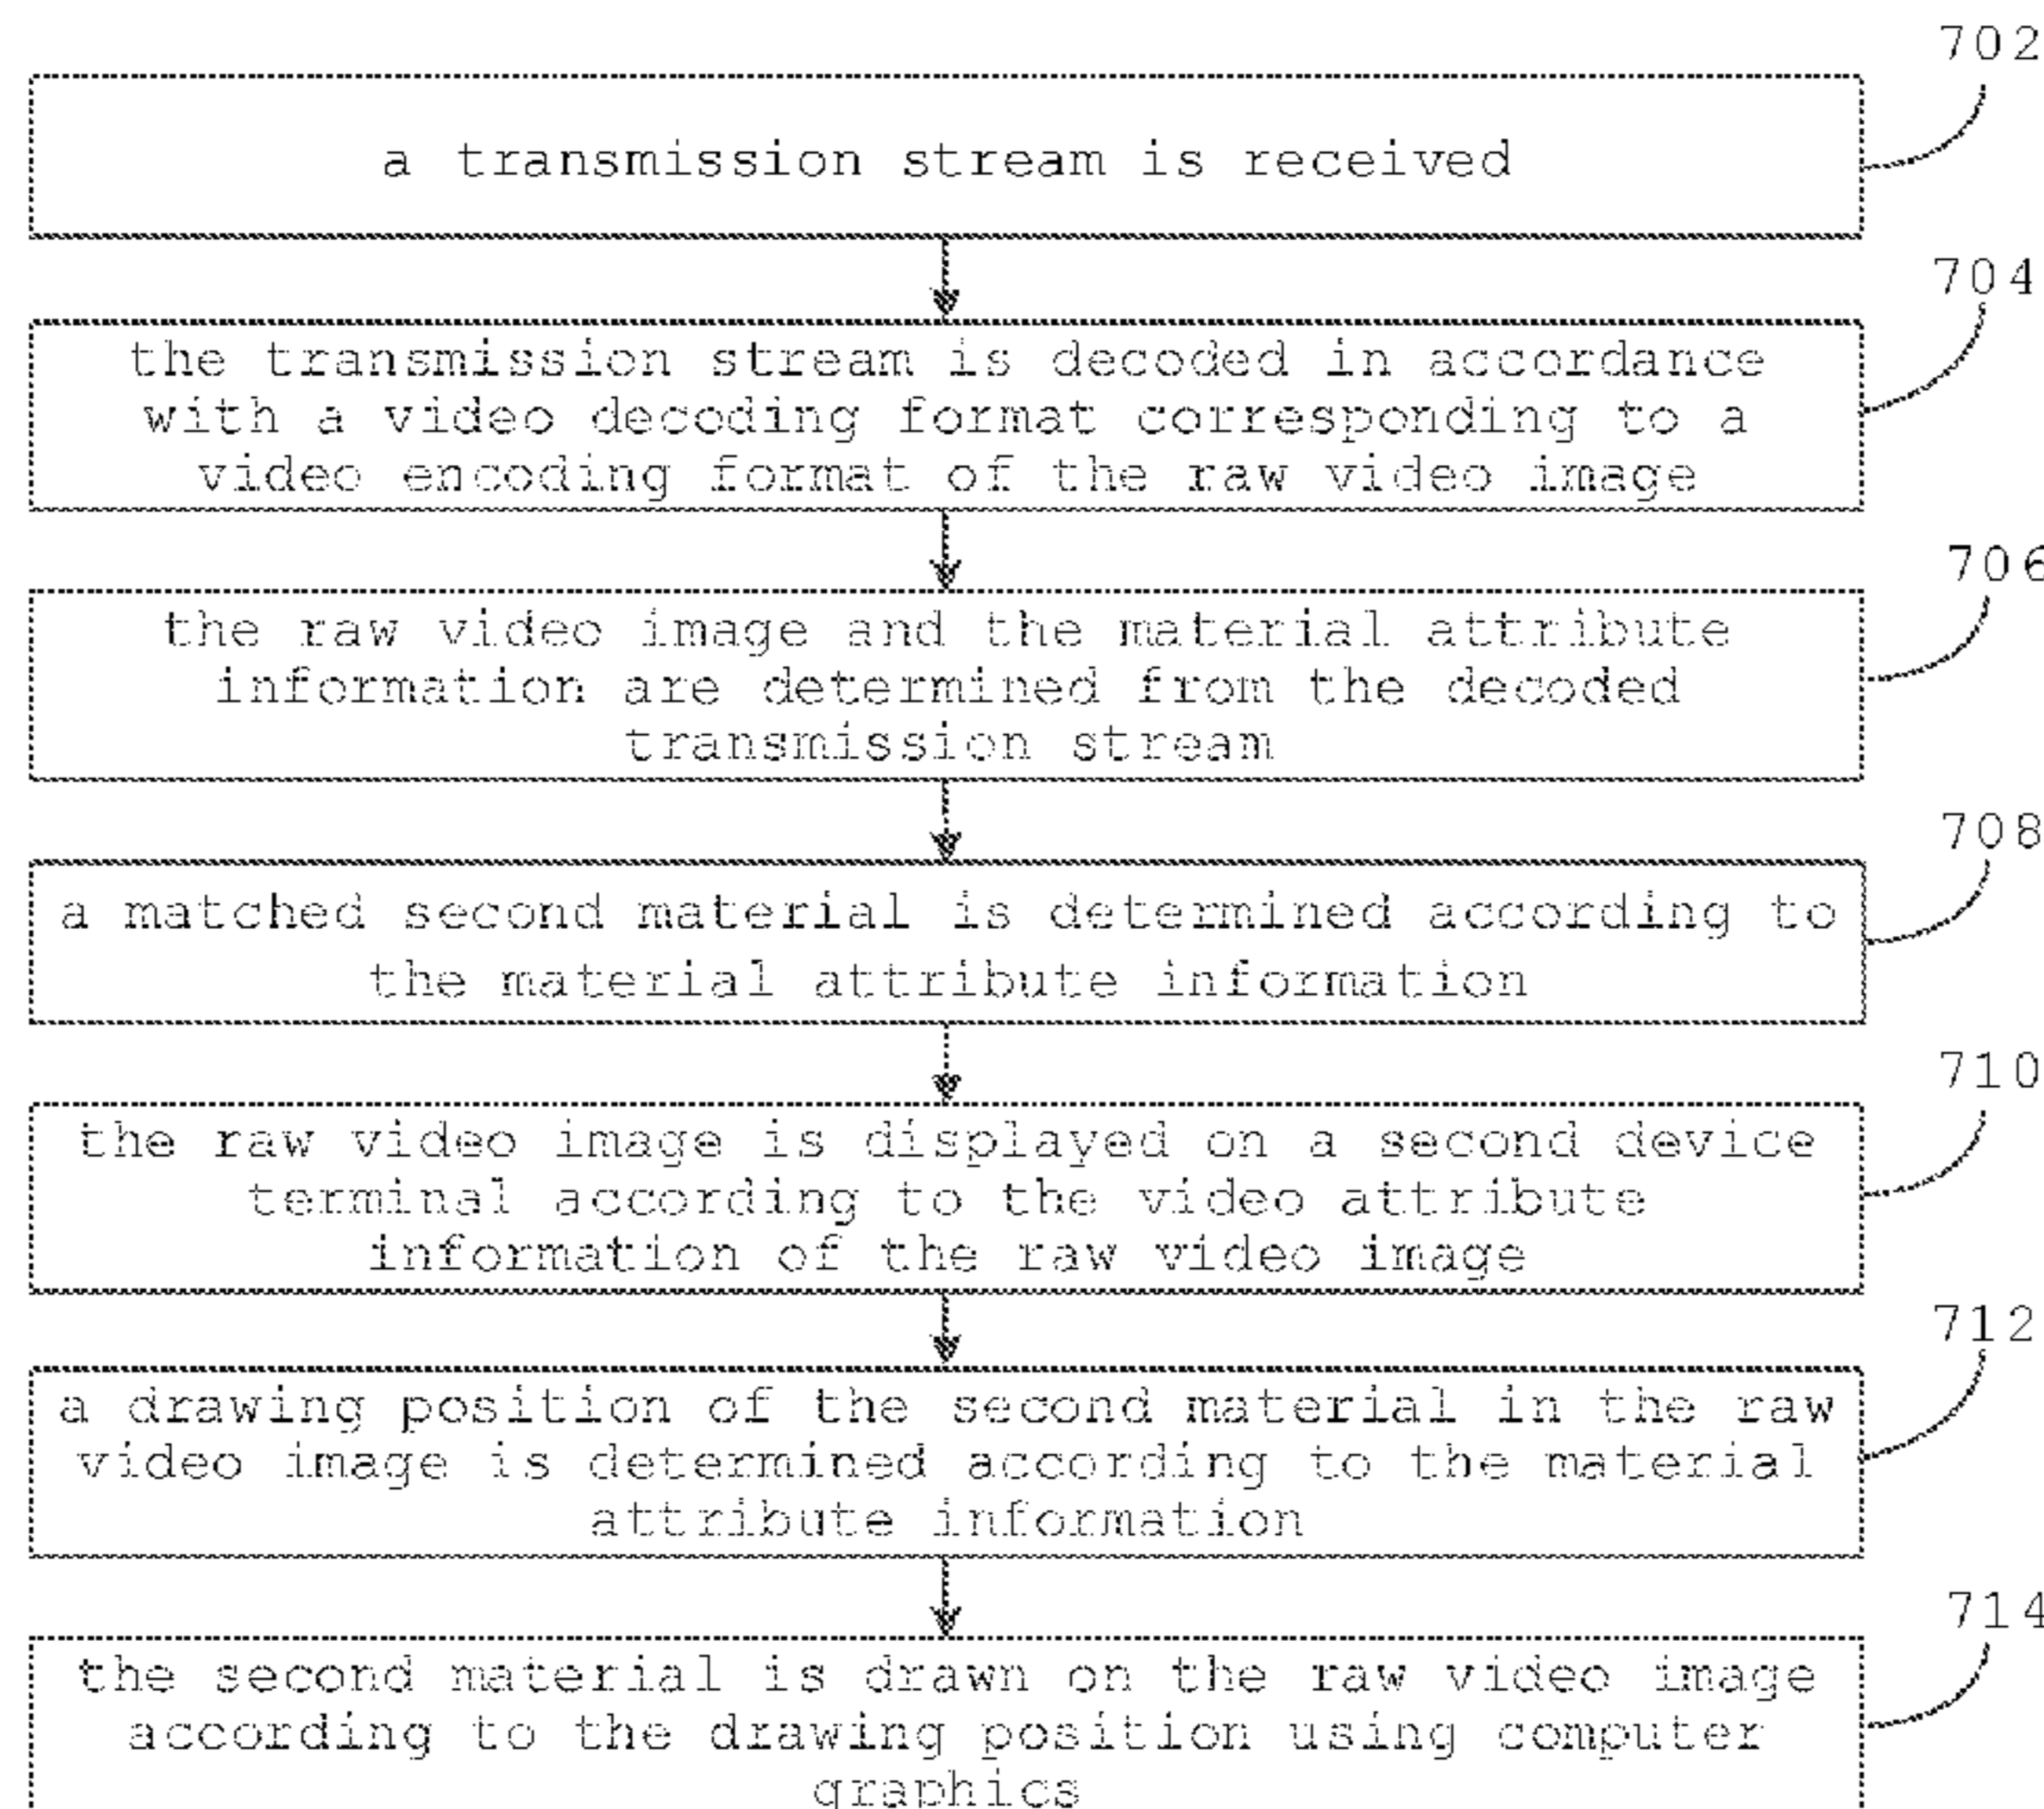 702
a transmission stream is received
704
the transmission stream is decoded in accordance
with a video decoding format corresponding to a
video encoding format of the raw video image
706
the raw video image and the material attribute
information are determined from the decoded
transmission stream
708
a matched second material is determined according to
the material attribute information
710
the raw video image is displayed on a second device
terminal according to the video attribute
information of the raw video image
712
a drawing position of the second material in the raw
video image is determined according to the material
attribute information
714
the second material is drawn on the raw video image
according to the drawing position using computer
graphics